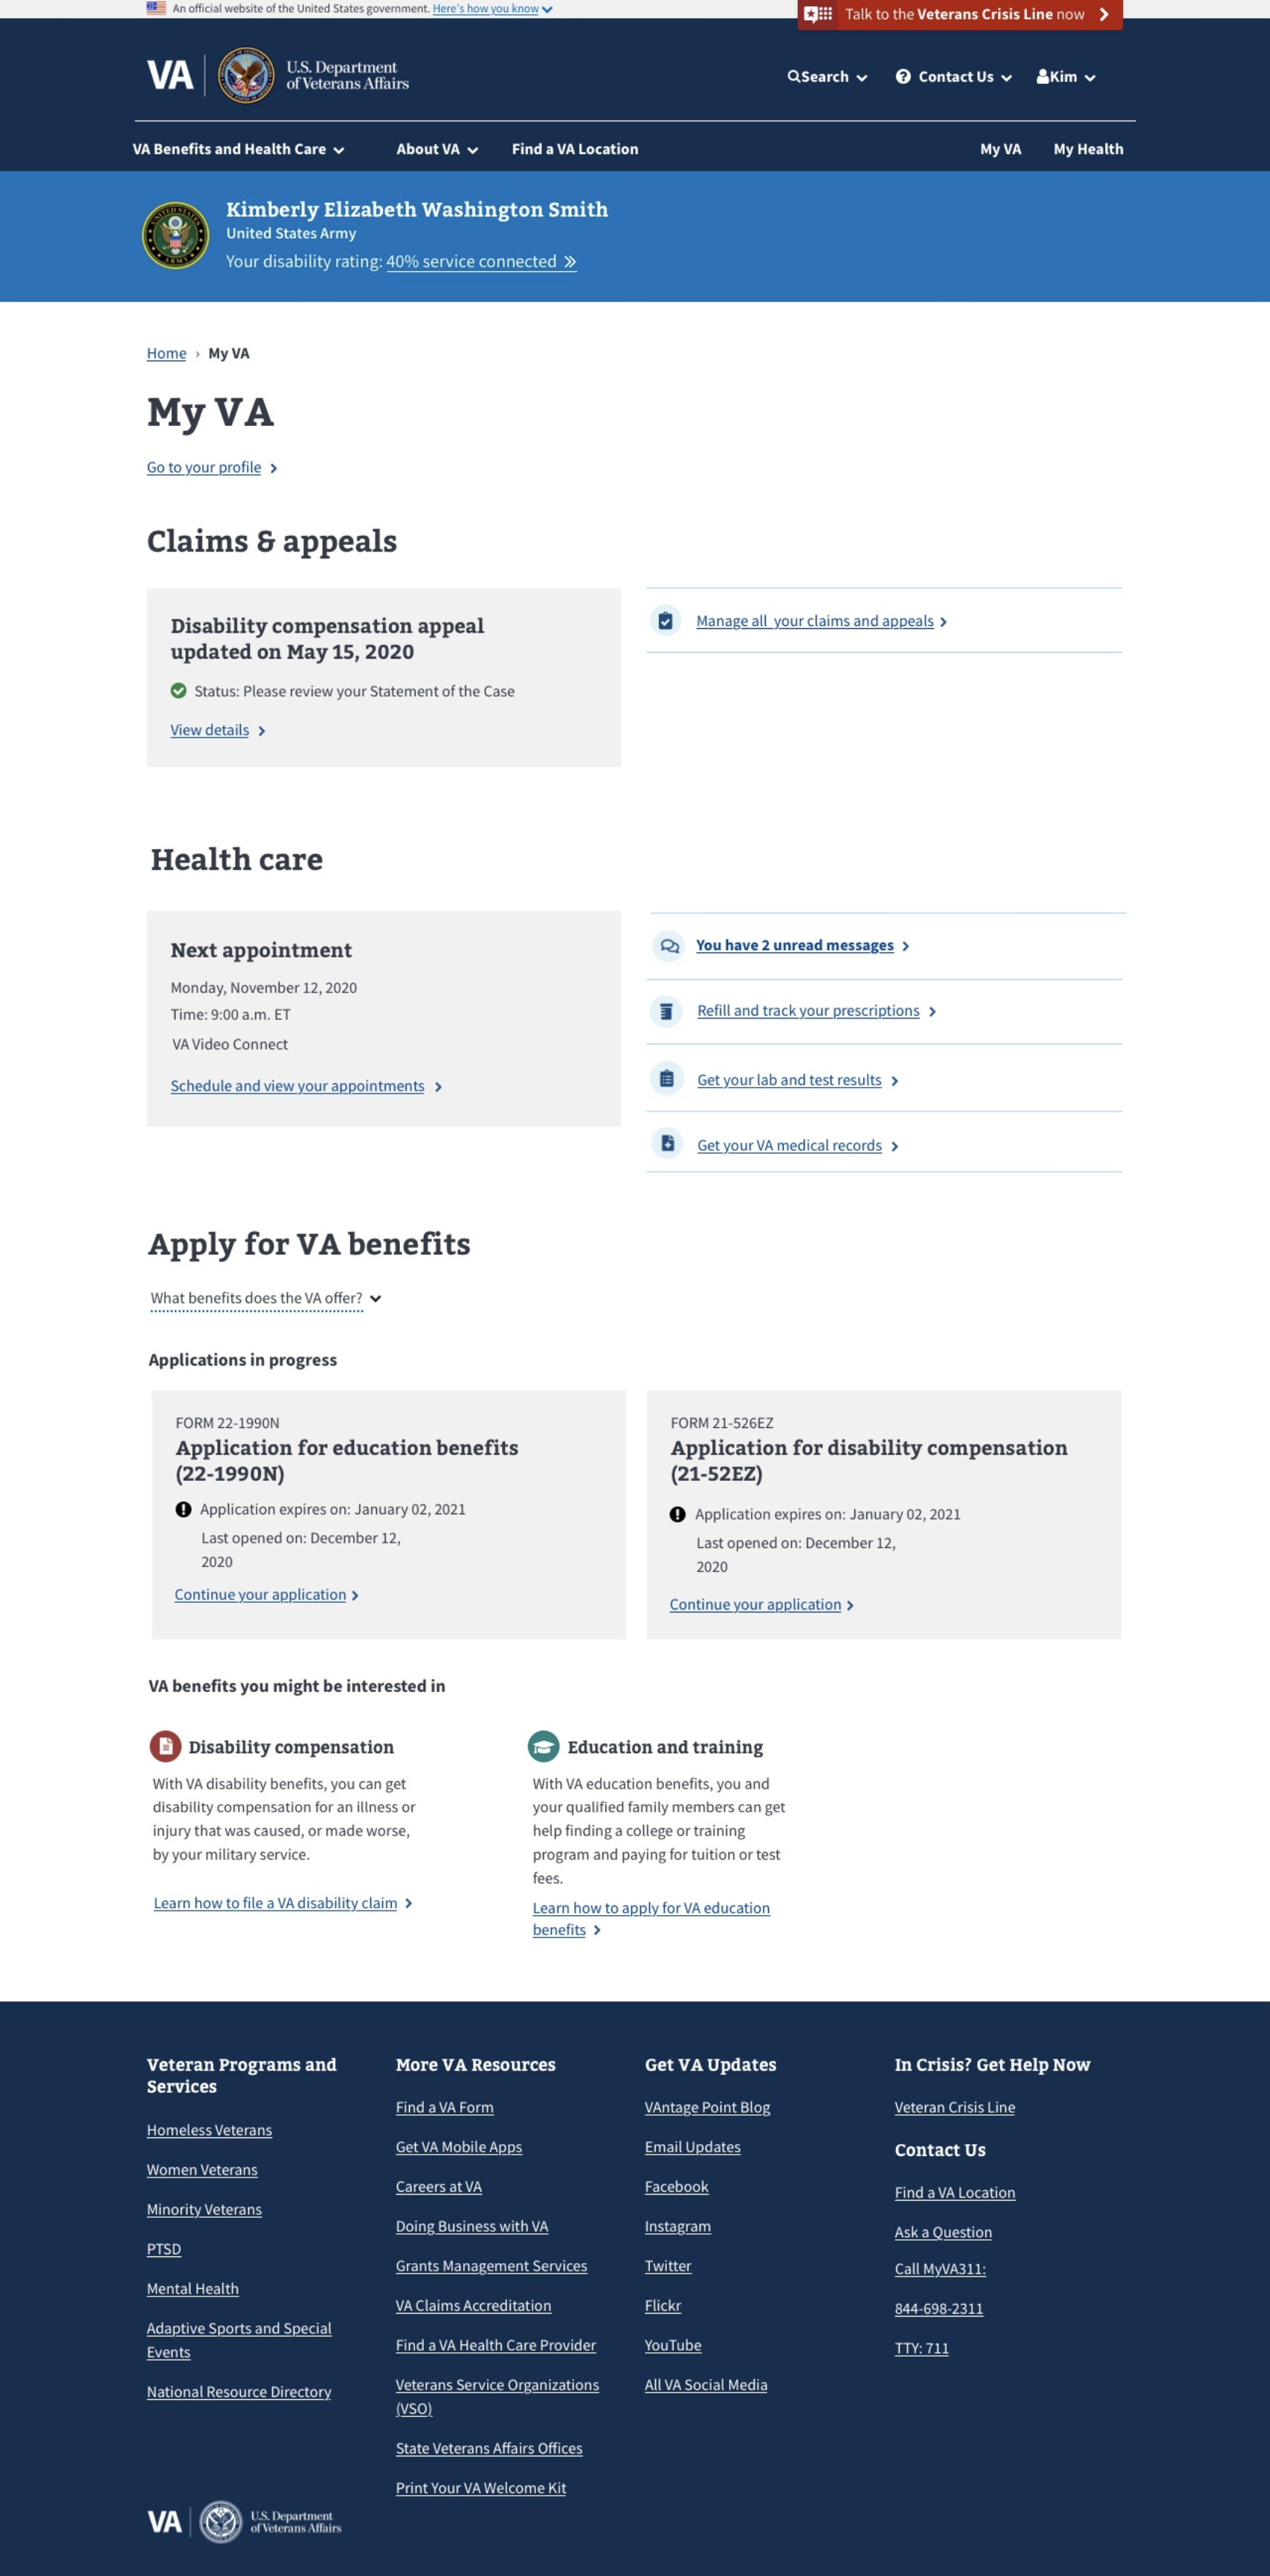 An official website of the United States government. Here's how you know
Talk to the Veterans Crisis Line now
VA
U.S. Department
of Veterans Affairs
Search
Contact Us
Kim
VA Benefits and Health Care
About VA
Find a VA Location
My VA
My Health
Kimberly Elizabeth Washington Smith
United States Army
Your disability rating: 40% service connected
Home › My VA
My VA
Go to your profile
Claims & appeals
Disability compensation appeal
updated on May 15, 2020
Status: Please review your Statement of the Case
View details
Manage all  your claims and appeals
Health care
Next appointment
Monday, November 12, 2020
Time: 9:00 a.m. ET
VA Video Connect
Schedule and view your appointments
You have 2 unread messages
Refill and track your prescriptions
Get your lab and test results
Get your VA medical records
Apply for VA benefits
What benefits does the VA offer?
Applications in progress
FORM 22-1990N
Application for education benefits
(22-1990N)
Application expires on: January 02, 2021
Last opened on: December 12,
2020
Continue your application
FORM 21-526EZ
Application for disability compensation
(21-52EZ)
Application expires on: January 02, 2021
Last opened on: December 12,
2020
Continue your application
VA benefits you might be interested in
Disability compensation
With VA disability benefits, you can get
disability compensation for an illness or
injury that was caused, or made worse,
by your military service.
Learn how to file a VA disability claim
Education and training
With VA education benefits, you and
your qualified family members can get
help finding a college or training
program and paying for tuition or test
fees.
Learn how to apply for VA education
benefits
Veteran Programs and
Services
Homeless Veterans
Women Veterans
Minority Veterans
PTSD
Mental Health
Adaptive Sports and Special
Events
National Resource Directory
More VA Resources
Find a VA Form
Get VA Mobile Apps
Careers at VA
Doing Business with VA
Grants Management Services
VA Claims Accreditation
Find a VA Health Care Provider
Veterans Service Organizations
(VSO)
State Veterans Affairs Offices
Print Your VA Welcome Kit
Get VA Updates
VAntage Point Blog
Email Updates
Facebook
Instagram
Twitter
Flickr
YouTube
All VA Social Media
In Crisis? Get Help Now
Veteran Crisis Line
Contact Us
Find a VA Location
Ask a Question
Call MyVA311:
844-698-2311
TTY: 711
VA
U.S. Department
of Veterans Affairs